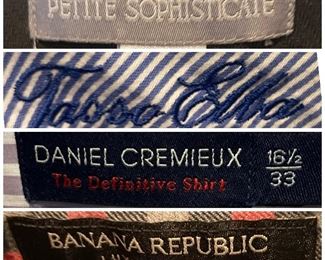 PETITE SOPHISTICATE
Tasso Elba
DANIEL CREMIEUX
The Definitive Shirt
16½
33
BANANA REPUBLIC